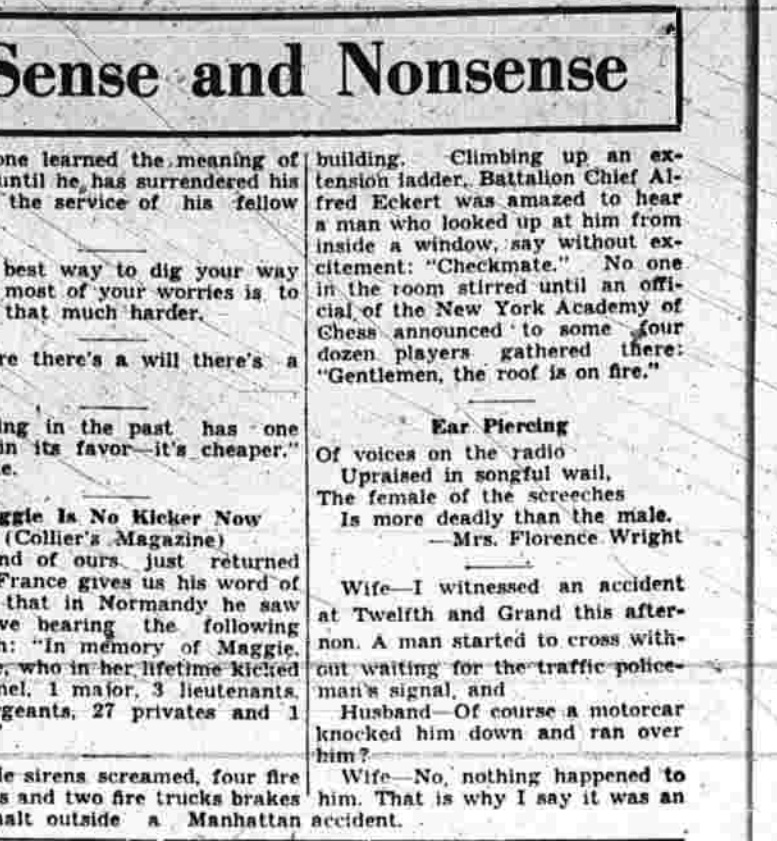 Sense and Nonsense
one learned the meaning of
until he has surrendered his
the service of his fellow
best way to dig your way
most of your worries is to
that much harder.
re there's a will there's a
ing in the past has one
in its favor—it's cheaper."
e.
ggie Is No Kicker Now
(Collier's Magazine)
nd of ours just returned
France gives us his word of
that in Normandy he saw
ve bearing the following
n: "In memory of Maggie,
e, who in her lifetime kicked
nel, 1 major, 3 lieutenants,
rgeants, 27 privates and 1
le sirens screamed, four fire
s and two fire trucks brakes
halt outside a Manhattan
building. Climbing up an ex-
tension ladder, Battalion Chief Al-
fred Eckert was amazed to hear
a man who looked up at him from
inside a window, say without ex-
citement: "Checkmate." No one
in the room stirred until an offi-
cial of the New York Academy of
Chess announced to some four
dozen players gathered there:
"Gentlemen, the roof is on fire."
Ear Piercing
Of voices on the radio
Upraised in songful wail,
The female of the screeches
Is more deadly than the male.
—Mrs. Florence Wright
Wife—I witnessed an accident
at Twelfth and Grand this after-
non. A man started to cross with-
out waiting for the traffic police-
man's signal, and
Husband—Of course a motorcar
knocked him down and ran over
him?
Wife—No, nothing happened to
him. That is why I say it was an
accident.